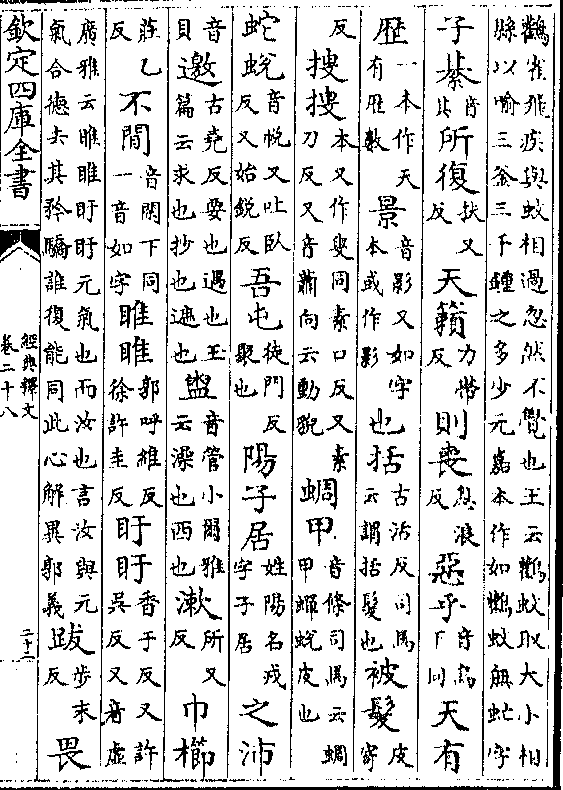 鸛雀飛疾與蚊相過忽然不覺也王云鸛蚊取大小相
縣以喻三釜三千鍾之多少元嘉本作如鸛蚊無虻字
子綦音其所復扶又反天籟力帶反則喪息浪反惡乎音烏下同天有
歷一本作天有歷數景音影又如字本或作影也括古活反司馬云謂括髮也被髮皮寄
反搜搜本又作叟同素口反又素刀反又音蕭向云動貌蜩甲音條司馬云蜩甲蟬蛻皮也
蛇蛻音悅又吐臥反又始銳反吾屯徒門反聚也陽子居姓陽名戎字子居之沛
音貝邀古堯反要也遇也玉篇云求也抄也遮也盥音管小爾雅云澡也洒也漱所又反巾櫛
莊乙反不閒音閑下同一音如字睢睢郭呼維反徐許圭反盱盱香于反又許吳反又音虛
廣雅云睢睢盱盱元氣也而汝也言汝與元
氣合德去其矜驕誰復能同此心解異郭義跋步末反畏
欽定四庫全書
經典釋文
卷二十八
二十一